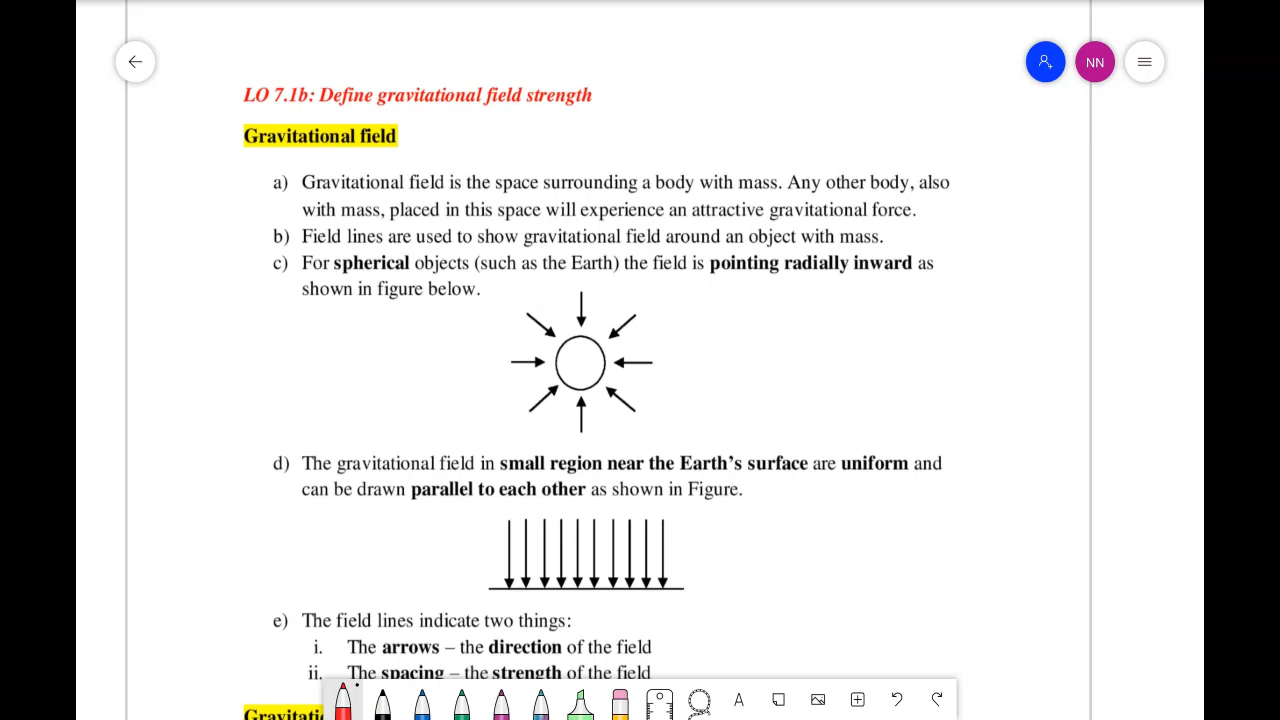 NN
LO 7.1b: Define gravitational field strength
Gravitational field
a) Gravitational field is the space surrounding a body with mass. Any other body, also
with mass, placed in this space will experience an attractive gravitational force.
b) Field lines are used to show gravitational field around an object with mass.
c) For spherical objects (such as the Earth) the field is pointing radially inward as
shown in figure below.
d) The gravitational field in small region near the Earth’s surface are uniform and
can be drawn parallel to each other as shown in Figure.
e) The field lines indicate two things:
i. The arrows – the direction of the field
ii. The spacing – the strength of the field
A